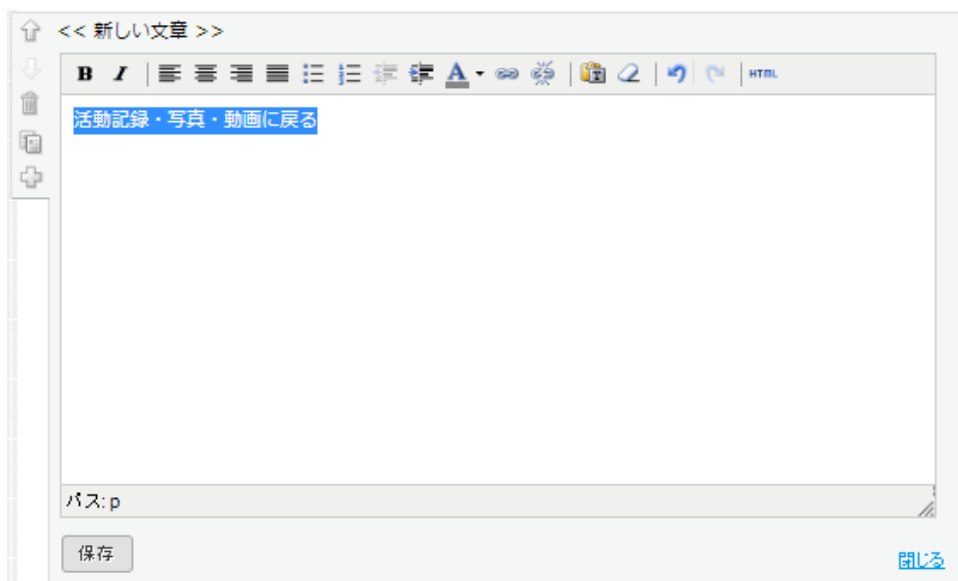 << 新しい文章 >>
B I A HTML
活動記録・写真・動画に戻る
パス: p
保存
閉じる